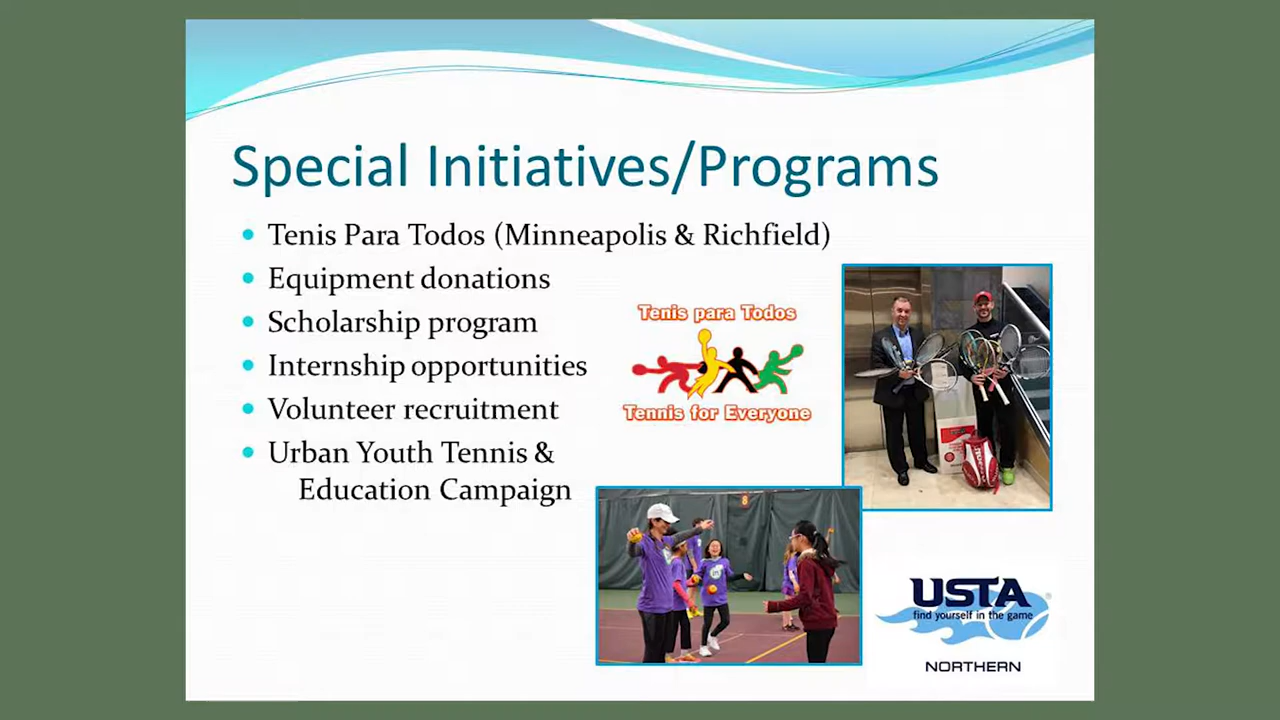 Special Initiatives/Programs
Tenis Para Todos (Minneapolis & Richfield)
Equipment donations
Scholarship program
Internship opportunities
Volunteer recruitment
Urban Youth Tennis &
Education Campaign
Tenis para Todos
Tennis for Everyone
8
USTA
find yourself in the game
NORTHERN